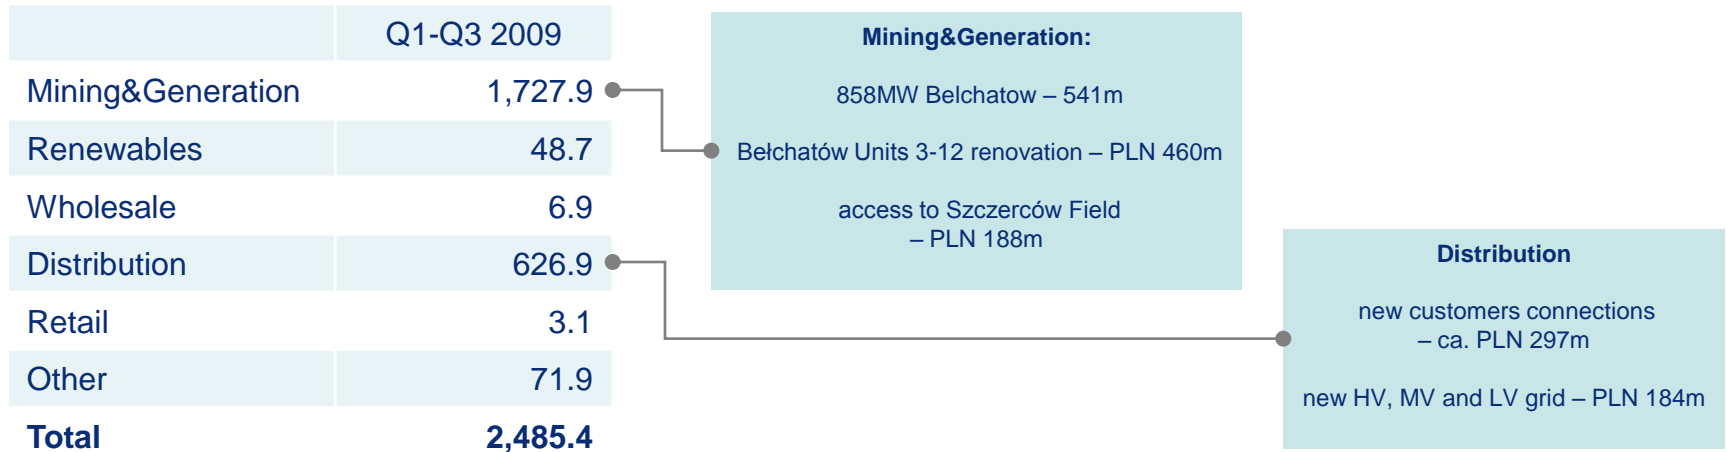 Q1-Q3 2009
Mining&Generation 1,727.9
Renewables 48.7
Wholesale 6.9
Distribution 626.9
Retail 3.1
Other 71.9
Total 2,485.4
Mining&Generation:
858MW Belchatow – 541m
Bełchatów Units 3-12 renovation – PLN 460m
access to Szczerców Field
– PLN 188m
Distribution
new customers connections
– ca. PLN 297m
new HV, MV and LV grid – PLN 184m